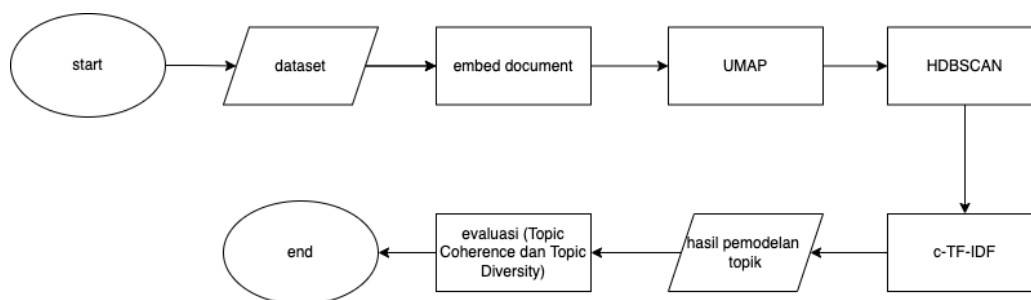 start
dataset
embed document
UMAP
HDBSCAN
c-TF-IDF
hasil pemodelan
topik
evaluasi (Topic
Coherence dan Topic
Diversity)
end